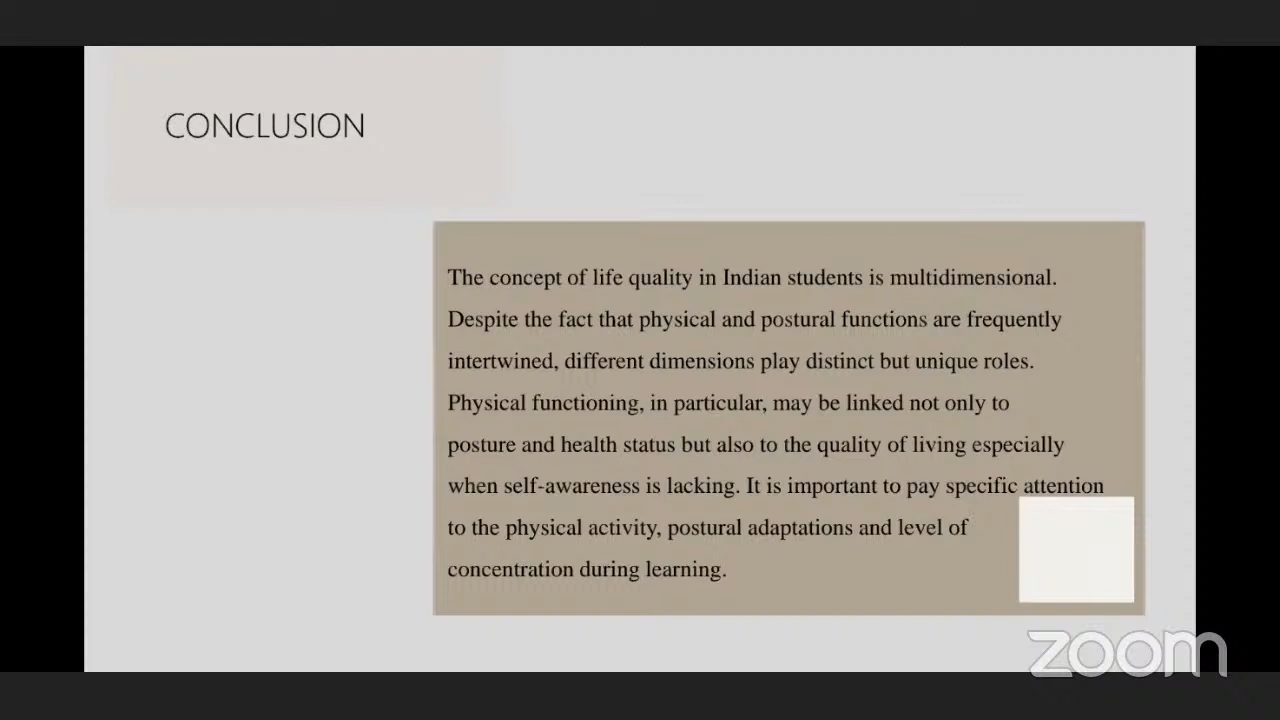 CONCLUSION
The concept of life quality in Indian students is multidimensional.
Despite the fact that physical and postural functions are frequently
intertwined, different dimensions play distinct but unique roles.
Physical functioning, in particular, may be linked not only to
posture and health status but also to the quality of living especially
when self-awareness is lacking. It is important to pay specific attention
to the physical activity, postural adaptations and level of
concentration during learning.
zoom